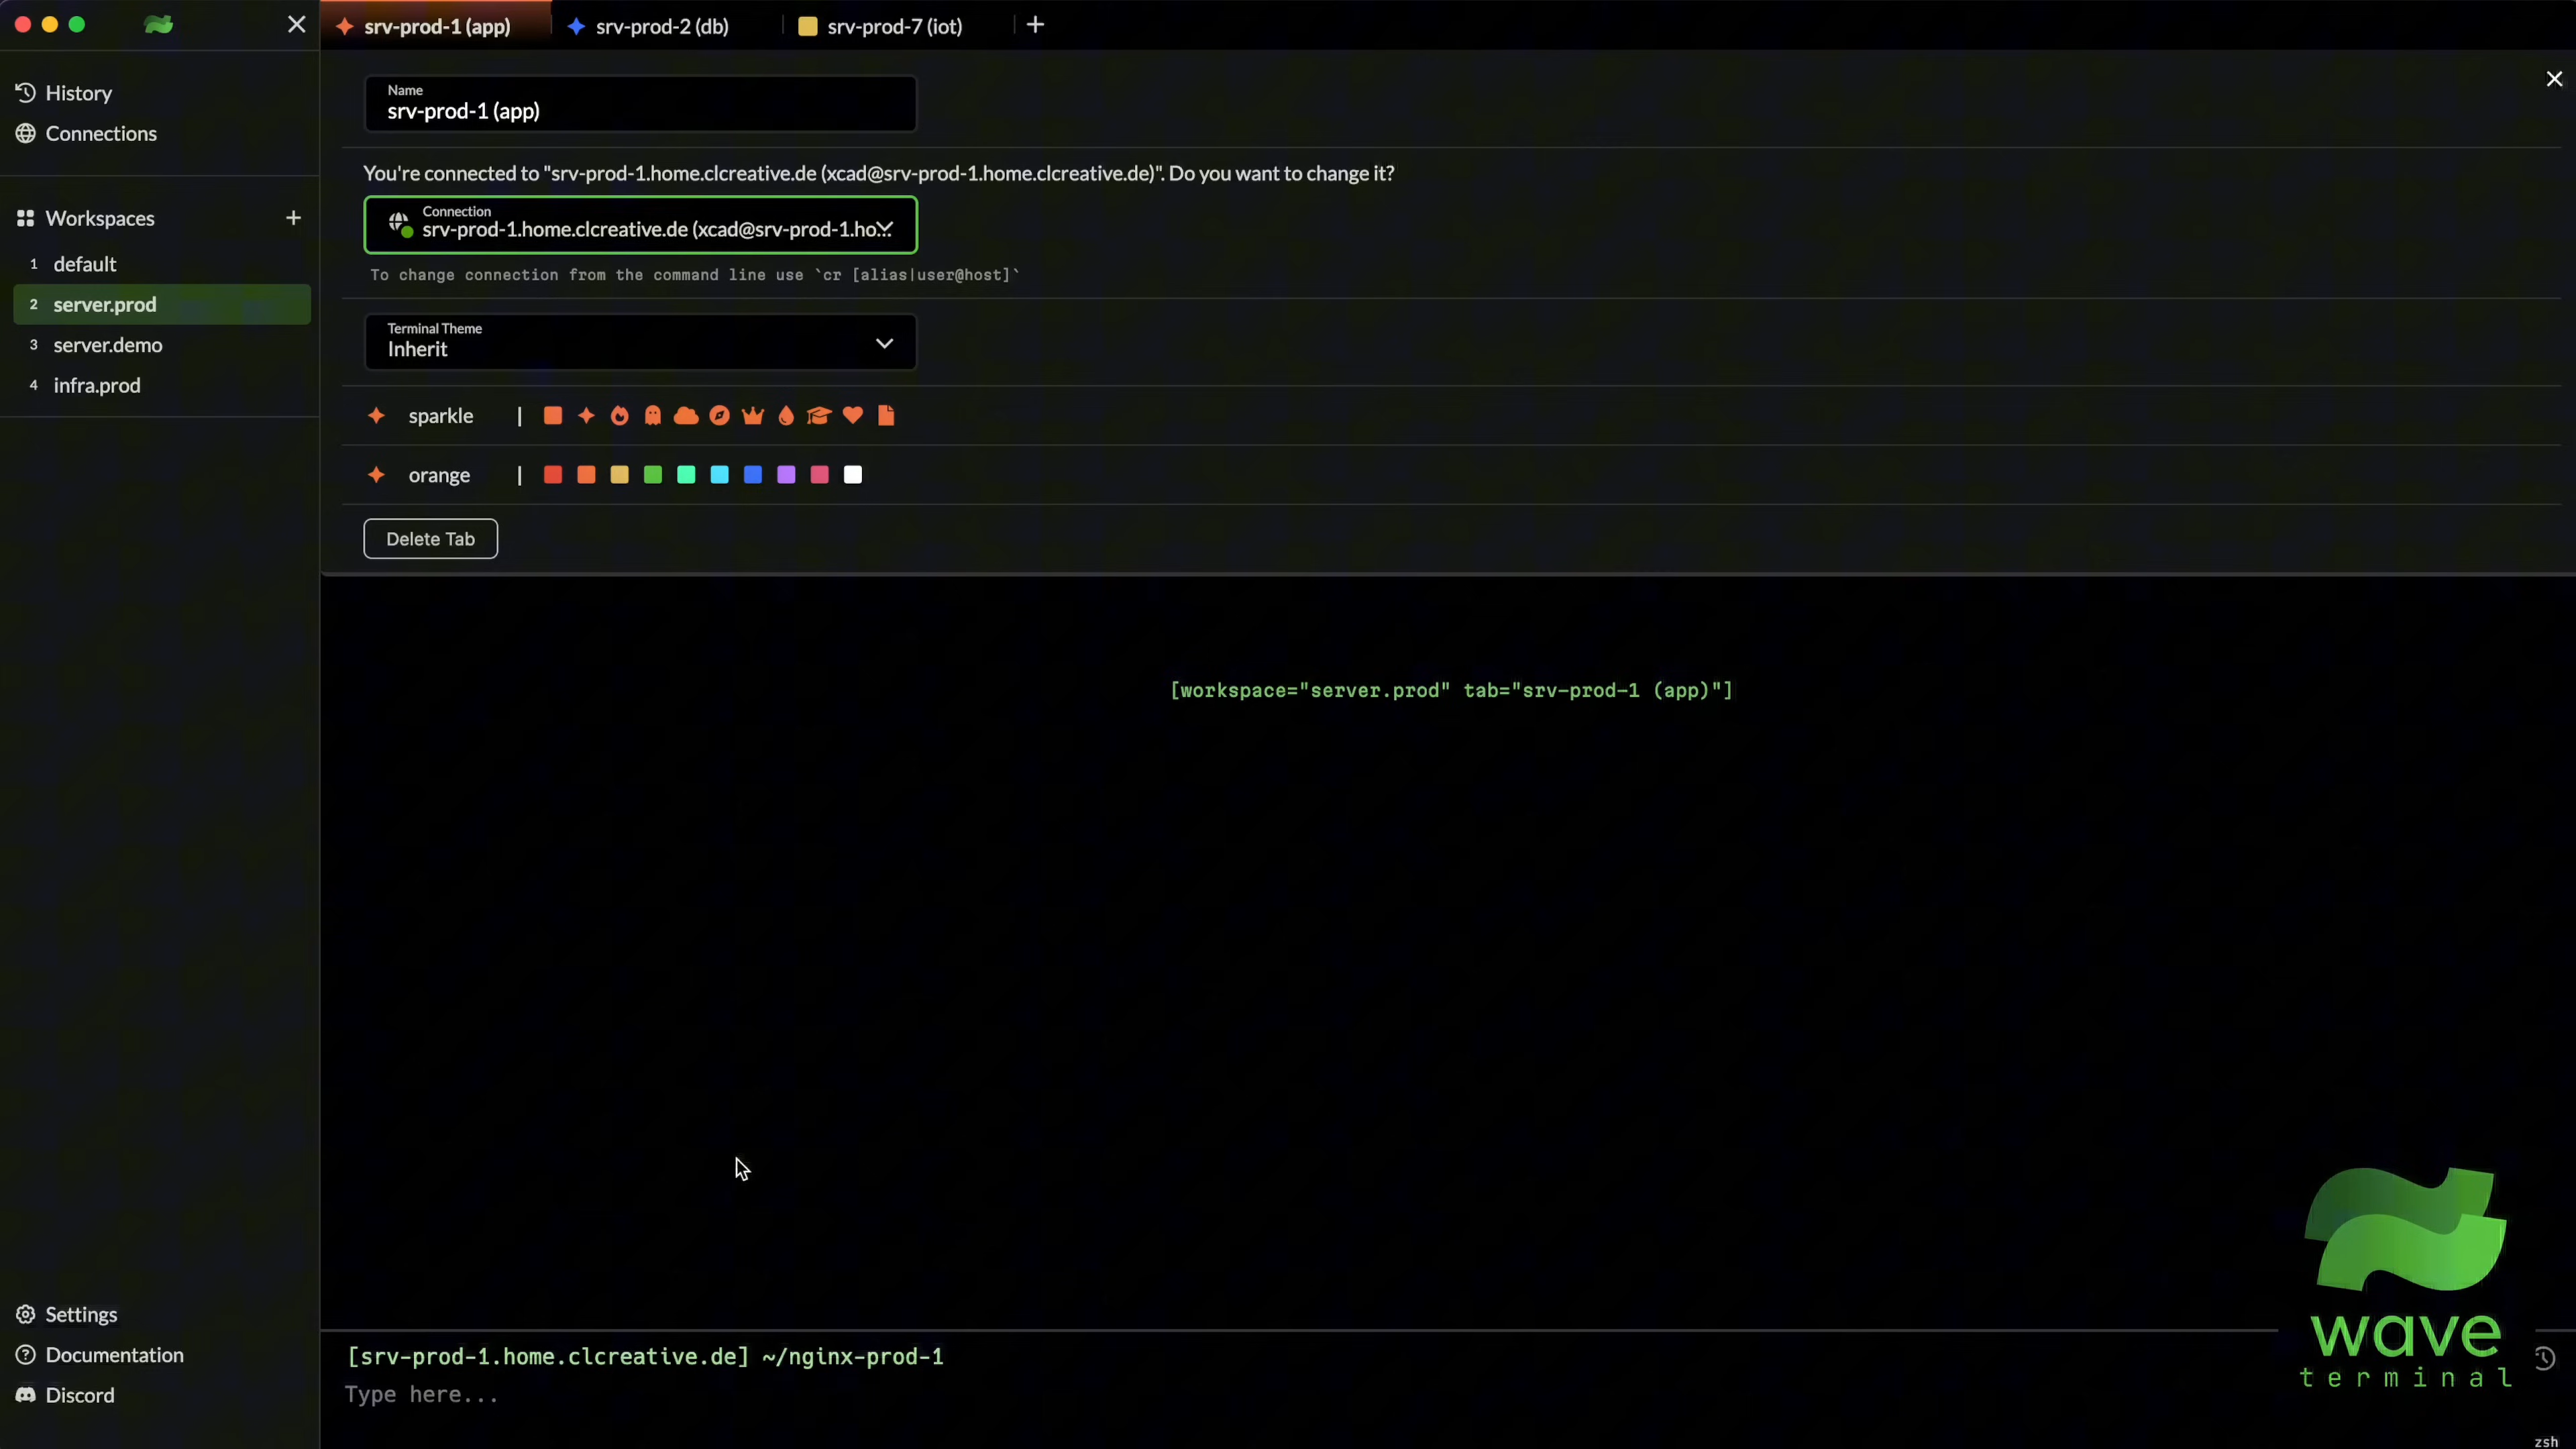 srv-prod-1 (app)
srv-prod-2 (db)
srv-prod-7 (iot)
History
Connections
Workspaces
1 default
2 server.prod
3 server.demo
4 infra.prod
Name
srv-prod-1 (app)
You're connected to "srv-prod-1.home.clcreative.de (xcad@srv-prod-1.home.clcreative.de)". Do you want to change it?
Connection
srv-prod-1.home.clcreative.de (xcad@srv-prod-1.ho...
To change connection from the command line use `cr [alias|user@host]`
Terminal Theme
Inherit
sparkle |
orange |
Delete Tab
[workspace="server.prod" tab="srv-prod-1 (app)"]
Settings
Documentation
Discord
[srv-prod-1.home.clcreative.de] ~/nginx-prod-1
Type here...
wave
terminal
zsh